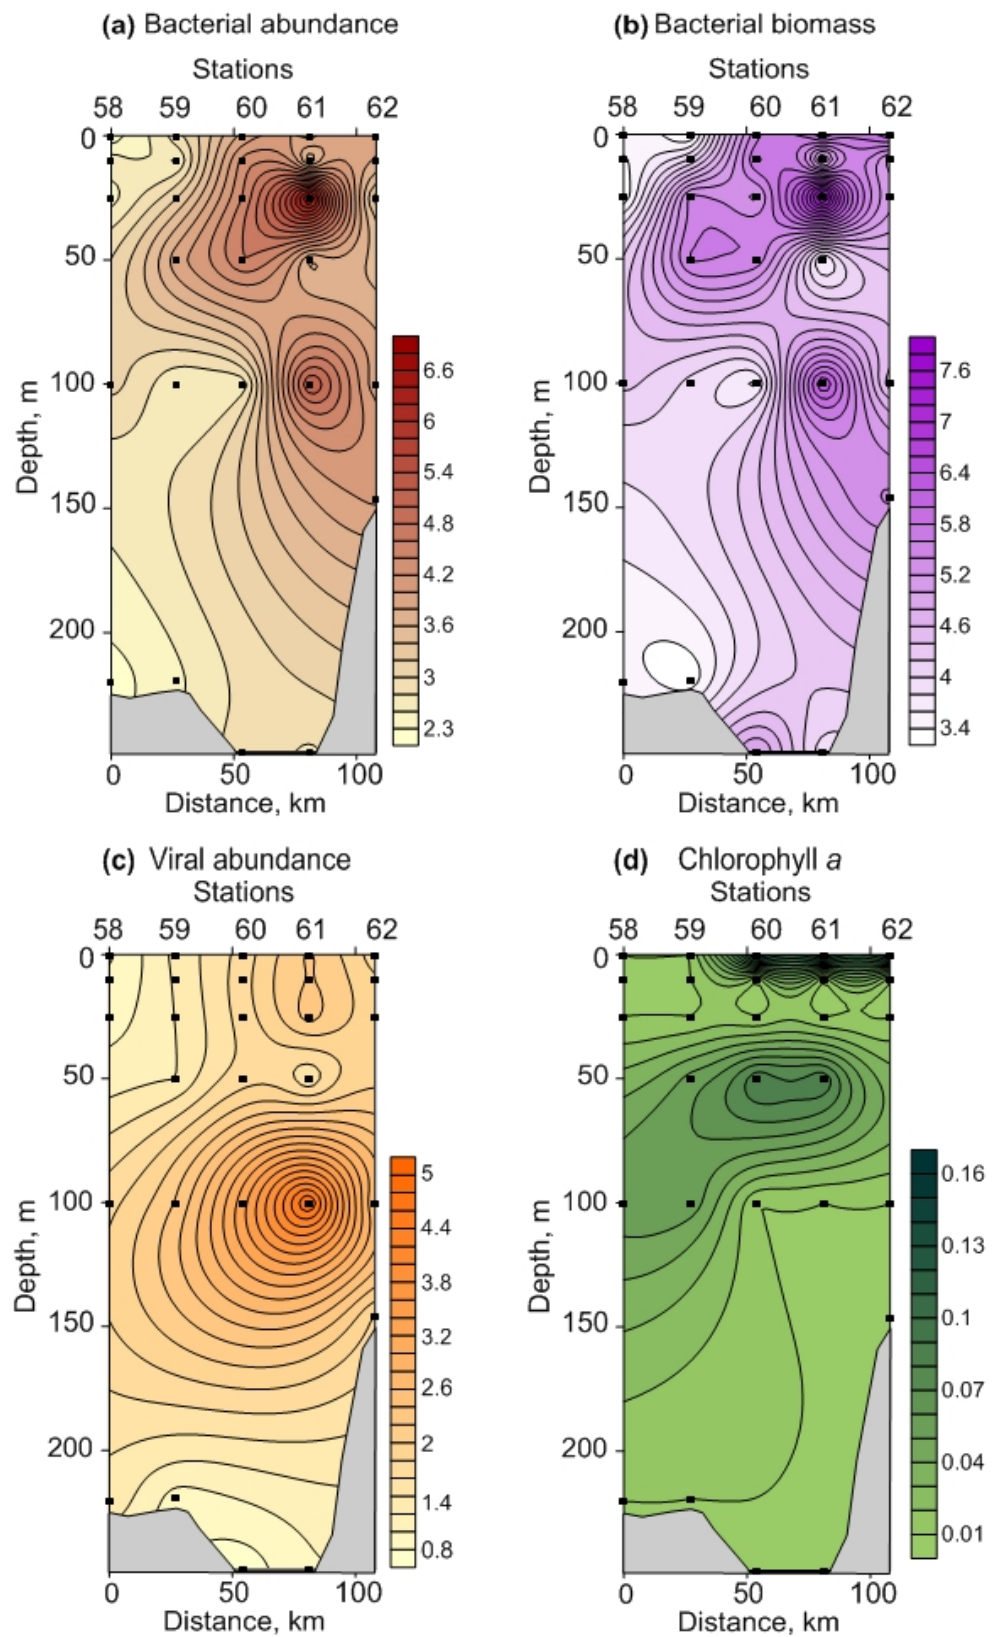 (a) Bacterial abundance
Stations
58 59 60 61 62
0
50
100
150
200
Depth, m
0 50 100
Distance, km
6.6
6
5.4
4.8
4.2
3.6
3
2.3
(b) Bacterial biomass
Stations
58 59 60 61 62
0
50
100
150
200
Depth, m
0 50 100
Distance, km
7.6
7
6.4
5.8
5.2
4.6
4
3.4
(c) Viral abundance
Stations
58 59 60 61 62
0
50
100
150
200
Depth, m
0 50 100
Distance, km
5
4.4
3.8
3.2
2.6
2
1.4
0.8
(d) Chlorophyll a
Stations
58 59 60 61 62
0
50
100
150
200
Depth, m
0 50 100
Distance, km
0.16
0.13
0.1
0.07
0.04
0.01